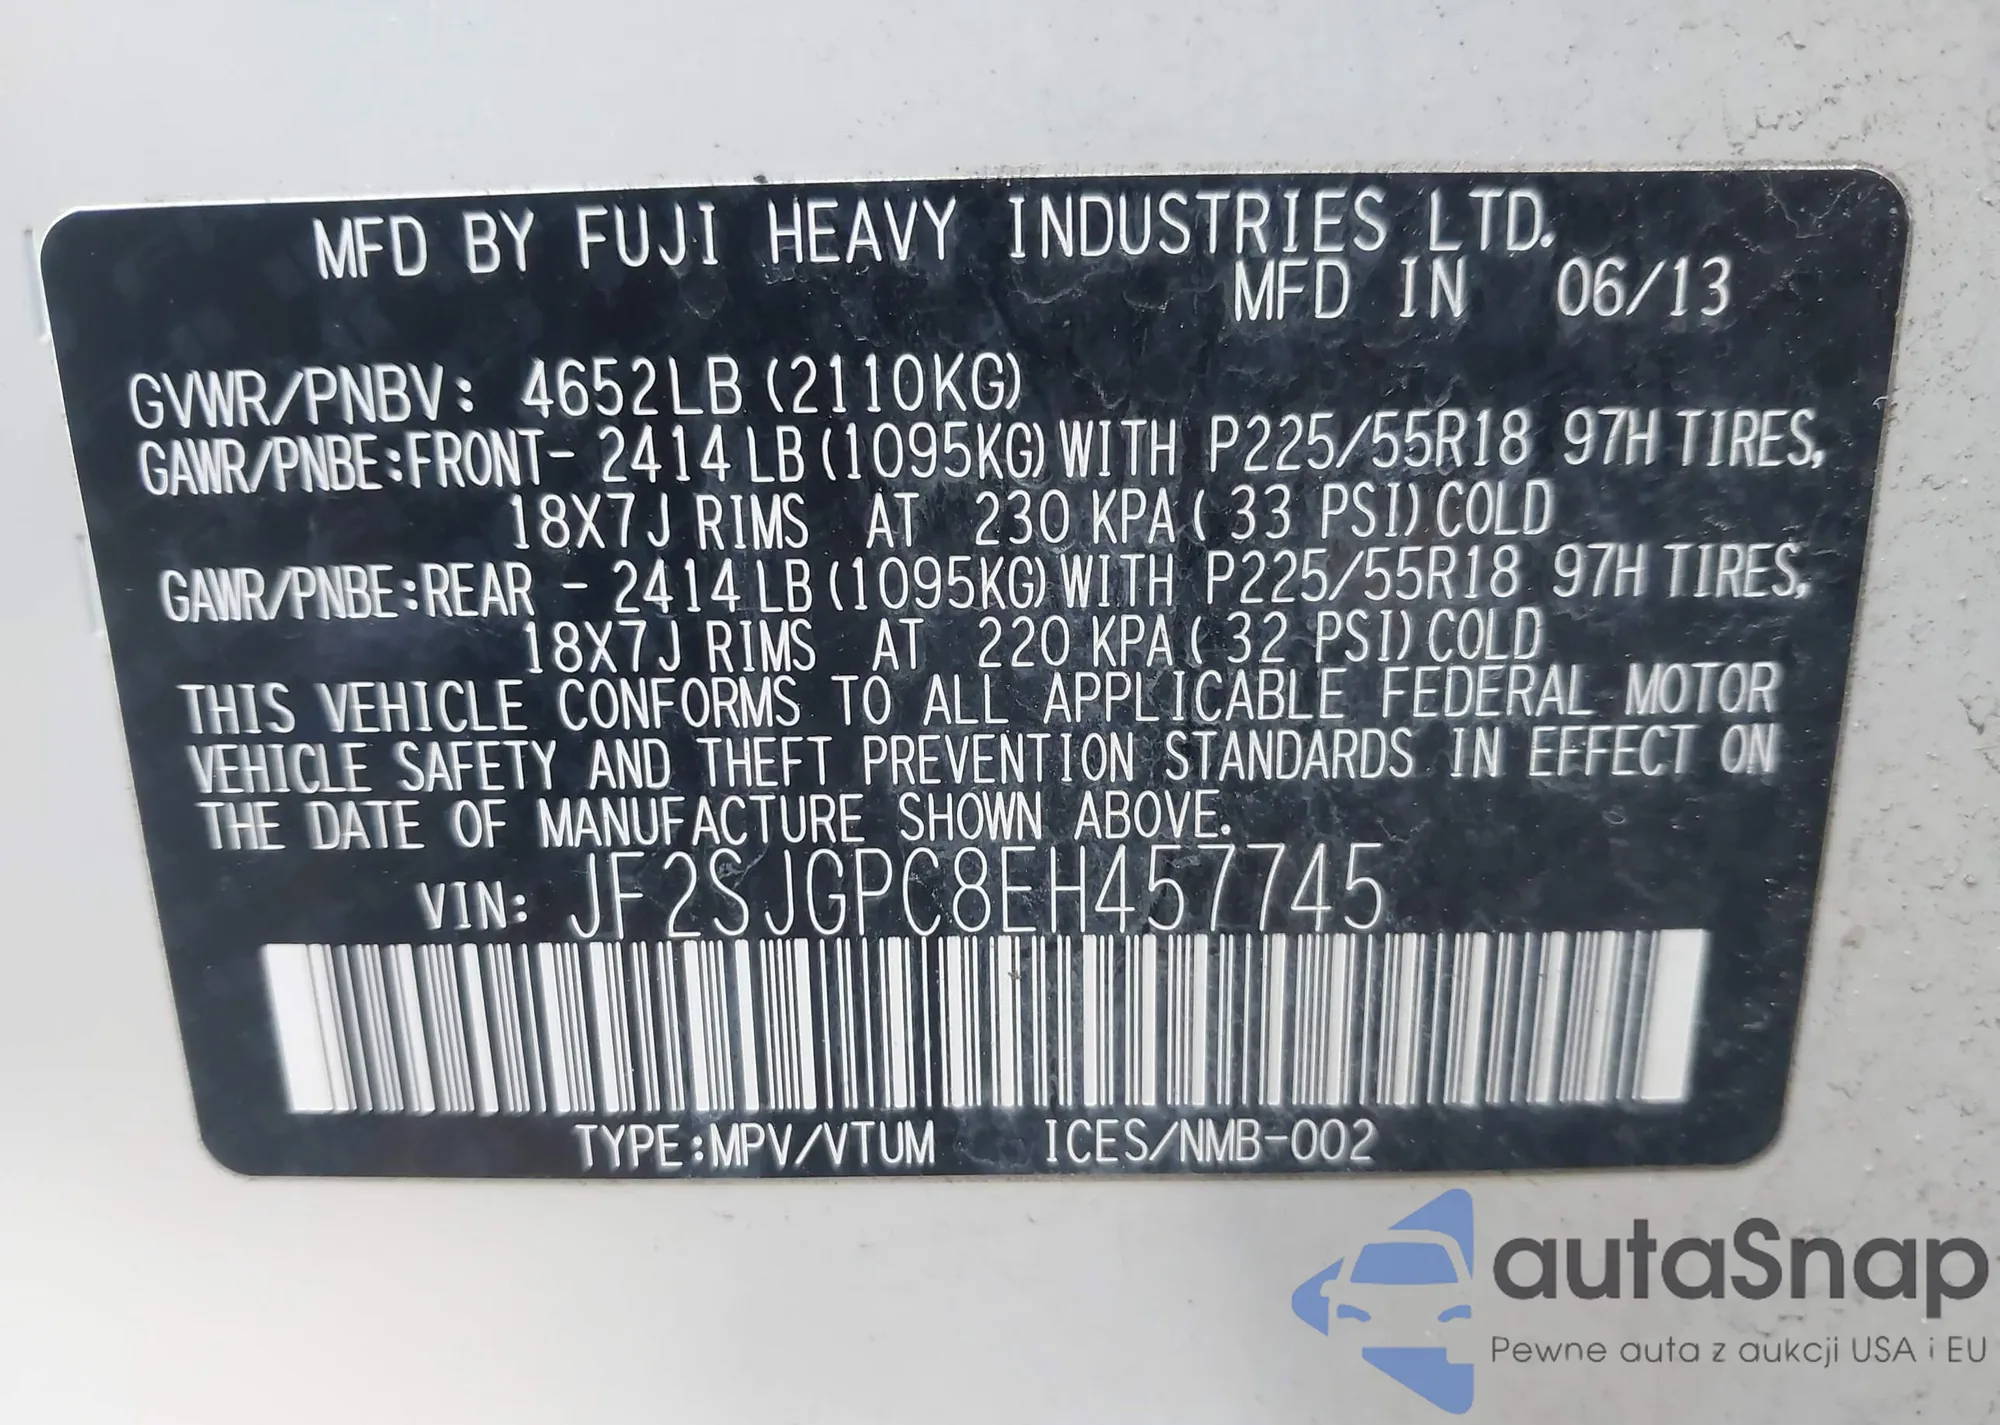 MFD BY FUJI HEAVY INDUSTRIES LTD.
MFD IN 06/13
GVWR/PNBV: 4652LB (2110KG)
GAWR/PNBE:FRONT- 2414LB (1095KG) WITH P225/55R18 97H TIRES,
18X7J RIMS AT 230 KPA ( 33 PSI) COLD
GAWR/PNBE:REAR - 2414LB (1095KG) WITH P225/55R18 97H TIRES,
18X7J RIMS AT 220 KPA ( 32 PSI) COLD
THIS VEHICLE CONFORMS TO ALL APPLICABLE FEDERAL MOTOR
VEHICLE SAFETY AND THEFT PREVENTION STANDARDS IN EFFECT ON
THE DATE OF MANUFACTURE SHOWN ABOVE.
VIN: JF2SJGPC8EH457745
TYPE:MPV/VTUM ICES/NMB-002
autaSnap
Pewne auta z aukcji USA i EU